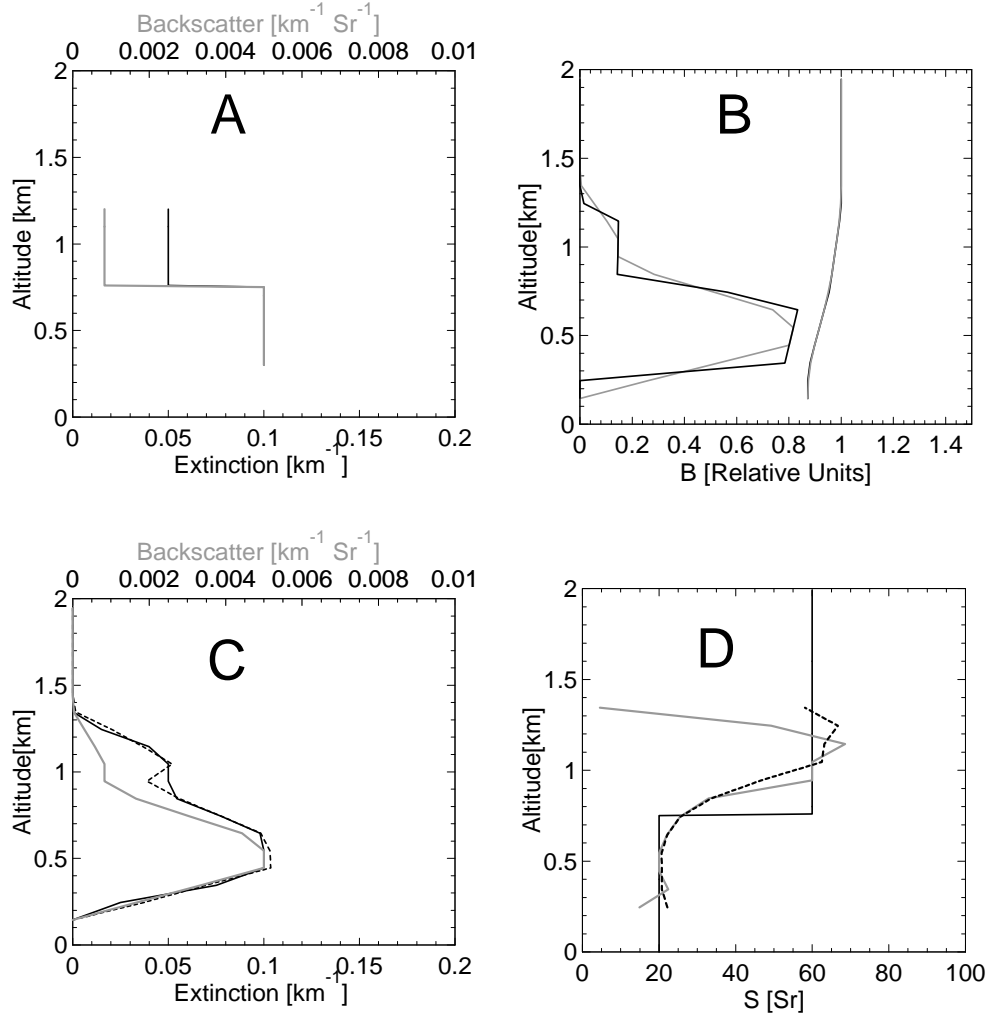 Backscatter [km⁻¹ Sr⁻¹]
0 0.002 0.004 0.006 0.008 0.01
2
1.5
1
0.5
0
Altitude [km]
A
0 0.05 0.1 0.15 0.2
Extinction [km⁻¹]
2
1.5
1
0.5
0
Altitude[km]
B
0 0.2 0.4 0.6 0.8 1 1.2 1.4
B [Relative Units]
Backscatter [km⁻¹ Sr⁻¹]
0 0.002 0.004 0.006 0.008 0.01
2
1.5
1
0.5
0
Altitude[km]
C
0 0.05 0.1 0.15 0.2
Extinction [km⁻¹]
2
1.5
1
0.5
0
Altitude[km]
D
0 20 40 60 80 100
S [Sr]